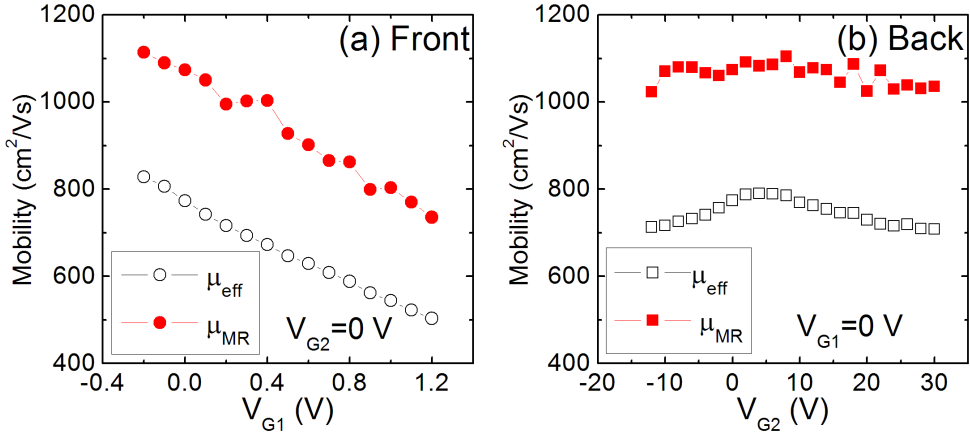 (a) Front
Mobility (cm²/Vs)
1200
1000
800
600
400
μeff
μMR
VG2=0 V
-0.4 0.0 0.4 0.8 1.2
VG1 (V)
(b) Back
Mobility (cm²/Vs)
1200
1000
800
600
400
μeff
μMR
VG1=0 V
-20 -10 0 10 20 30
VG2 (V)